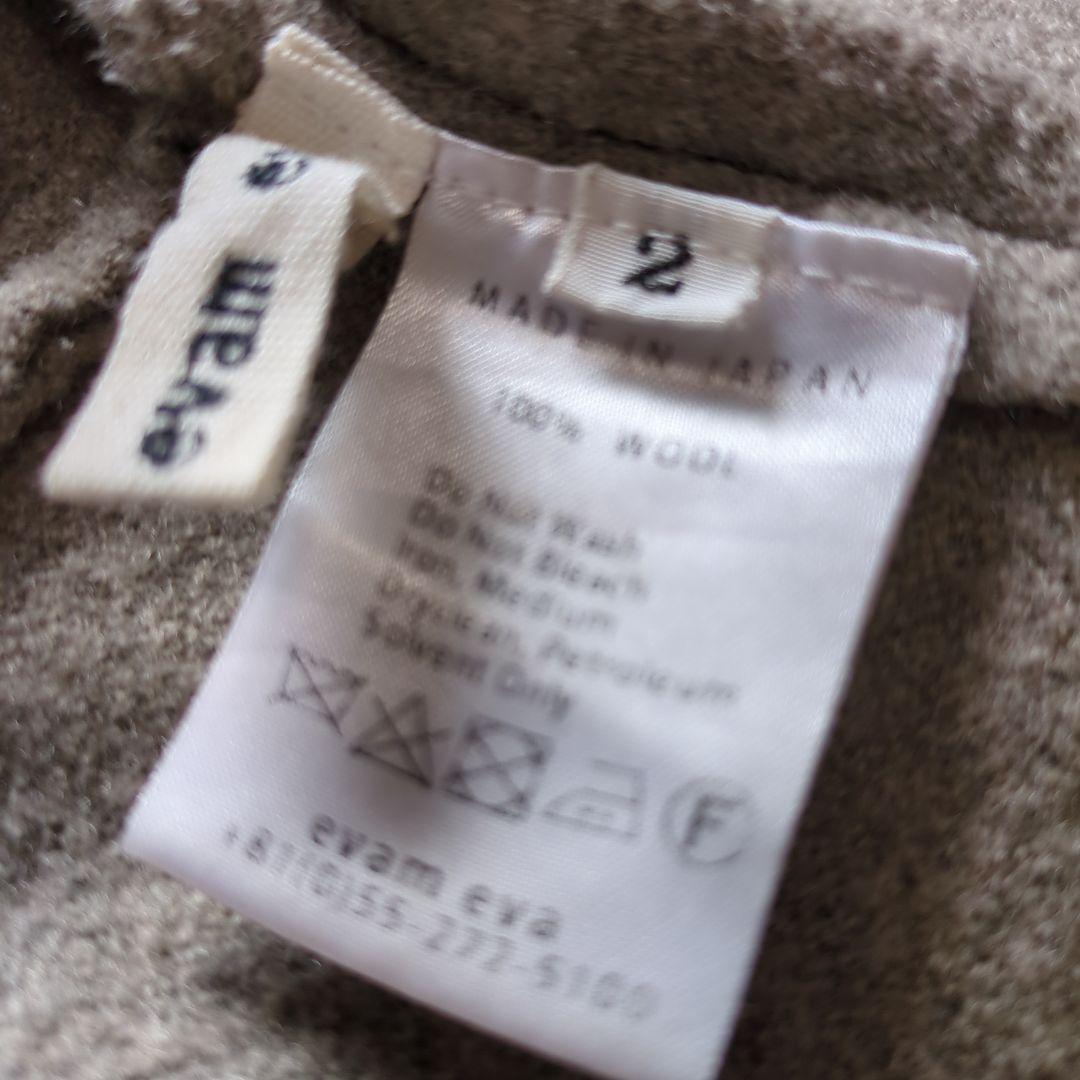 evam e
2
MADE IN JAPAN
100% WOOL
Do Not Wash
Do Not Bleach
Iron, Medium
Dryclean, Petroleum
Solvent Only
F
evam eva
+81(0)55-272-5100